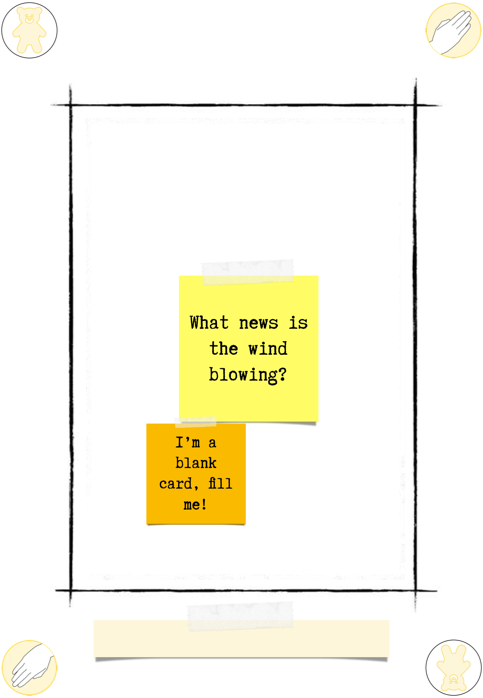 What news is
the wind
blowing?
I'm a
blank
card, fill
me!